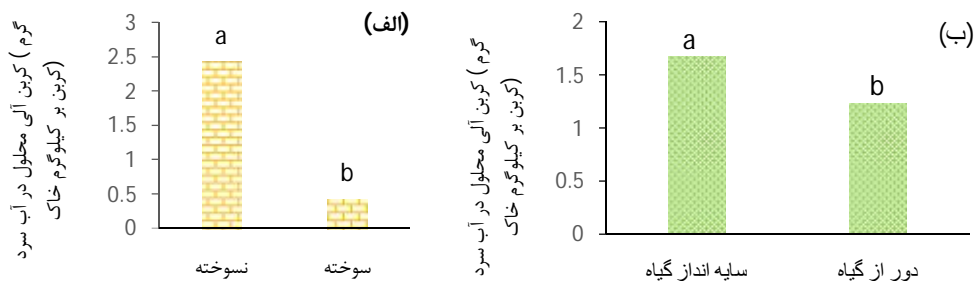 (الف)
کربن آلی محلول در آب سرد ( گرم
کربن بر کیلوگرم خاک)
3
2.5
2
1.5
1
0.5
0
a
b
نسوخته
سوخته
(ب)
کربن آلی محلول در آب سرد ( گرم
کربن بر کیلوگرم خاک)
2
1.5
1
0.5
0
a
b
سایه انداز گیاه
دور از گیاه